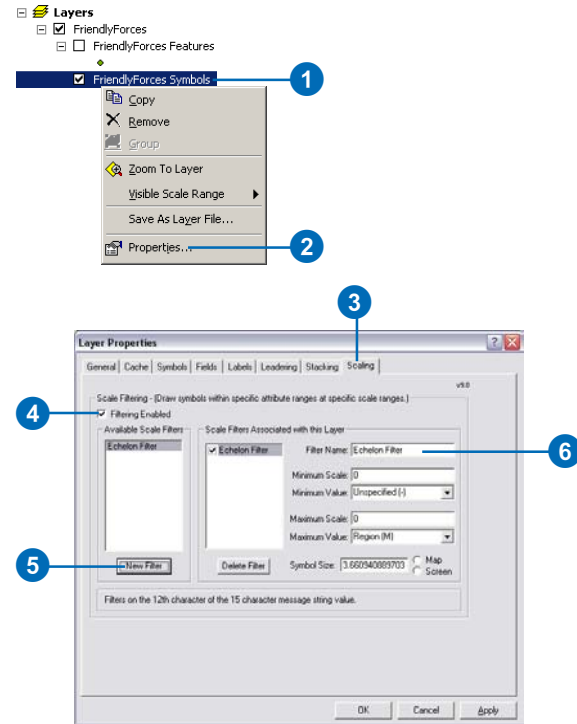 Layers
FriendlyForces
FriendlyForces Features
FriendlyForces Symbols
1
Copy
Remove
Group
Zoom To Layer
Visible Scale Range
Save As Layer File...
Properties...
2
3
Layer Properties
General Cache Symbols Fields Labels Leadering Stacking Scaling
v9.0
Scale Filtering - (Draw symbols within specific attribute ranges at specific scale ranges.)
4
Filtering Enabled
Available Scale Filters
Scale Filters Associated with this Layer
Echelon Filter
Echelon Filter
Filter Name: Echelon Filter
6
Minimum Scale: 0
Minimum Value: Unspecified (-)
Maximum Scale: 0
Maximum Value: Region (M)
5
New Filter
Delete Filter
Symbol Size: 3.660940889703
Map
Screen
Filters on the 12th character of the 15 character message string value.
OK Cancel Apply